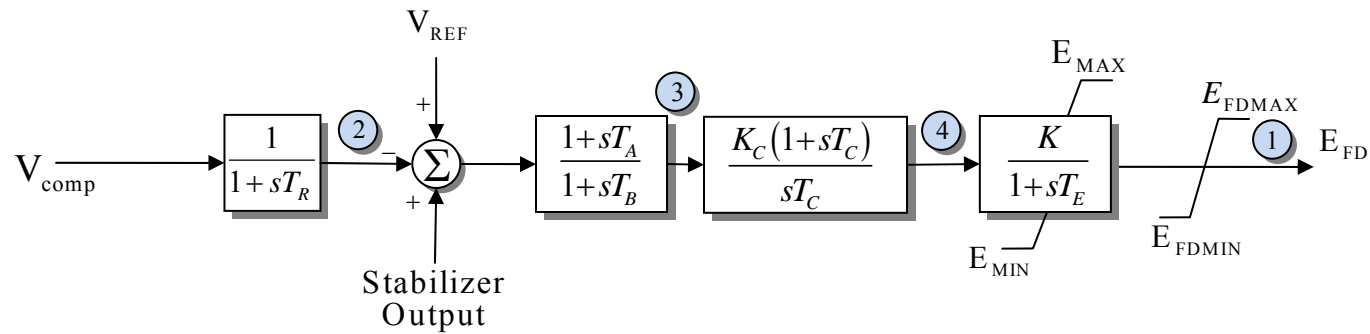 V_REF
+
E_MAX
3
E_FDMAX
2
4
1
V_comp
1
1+sT_R
−
Σ
1+sT_A
1+sT_B
K_C(1+sT_C)
sT_C
K
1+sT_E
E_FD
+
E_FDMIN
E_MIN
Stabilizer
Output